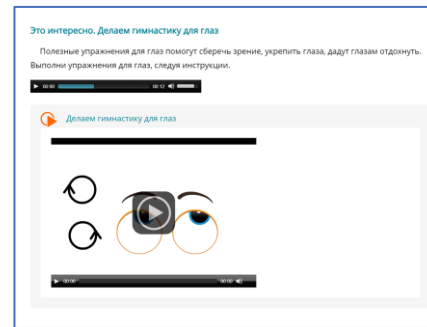 Это интересно. Делаем гимнастику для глаз
Полезные упражнения для глаз помогут сберечь зрение, укрепить глаза, дадут глазам отдохнуть.
Выполни упражнения для глаз, следуя инструкции.
00:00 00:12
Делаем гимнастику для глаз
00:00 00:00